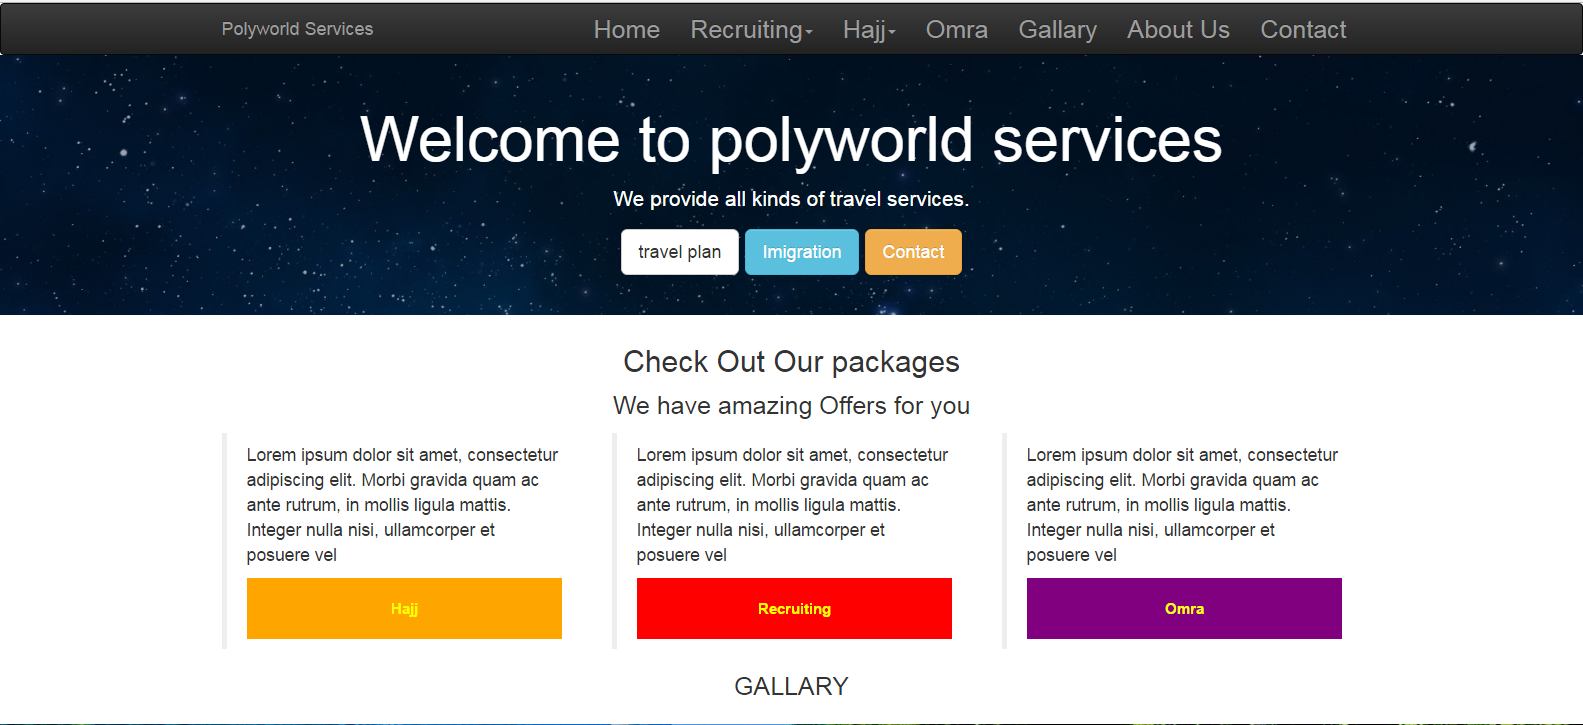 Polyworld Services Home Recruiting Hajj Omra Gallary About Us Contact
Welcome to polyworld services
We provide all kinds of travel services.
travel plan Imigration Contact
Check Out Our packages
We have amazing Offers for you
Lorem ipsum dolor sit amet, consectetur
adipiscing elit. Morbi gravida quam ac
ante rutrum, in mollis ligula mattis.
Integer nulla nisi, ullamcorper et
posuere vel
Hajj
Lorem ipsum dolor sit amet, consectetur
adipiscing elit. Morbi gravida quam ac
ante rutrum, in mollis ligula mattis.
Integer nulla nisi, ullamcorper et
posuere vel
Recruiting
Lorem ipsum dolor sit amet, consectetur
adipiscing elit. Morbi gravida quam ac
ante rutrum, in mollis ligula mattis.
Integer nulla nisi, ullamcorper et
posuere vel
Omra
GALLARY